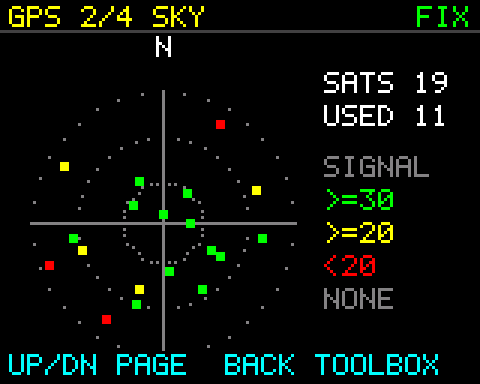 GPS 2/4 SKY FIX
N
SATS 19
USED 11
SIGNAL
>=30
>=20
<20
NONE
UP/DN PAGE BACK TOOLBOX